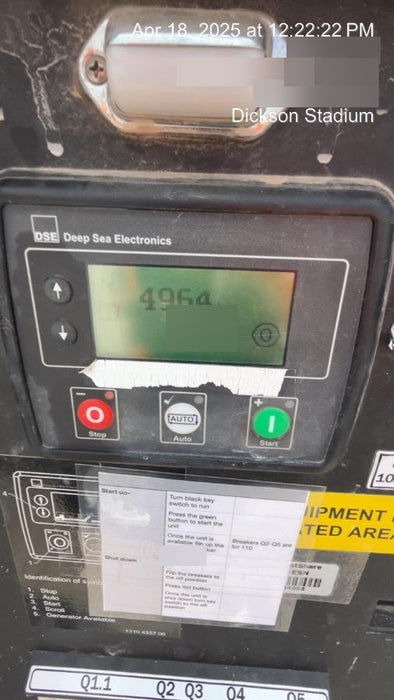 Apr 18, 2025 at 12:22:22 PM
Dickson Stadium
DSE Deep Sea Electronics
4964
O
Stop
AUTO
Auto
I
Start
Start up-
Turn black key
switch to run
Press the green
button to start the
unit
Once the unit is
available flip up the
Breakers Q2-Q5 are
for 110
Shut down
Flip the breakers to
the off position
Press stop button
Once the unit is
shut down turn key
switch to the off
position
Identification of
1. Stop
2. Auto
3. Start
4. Scroll
5. Generator Available
IPMENT
TED AREA
10
Q1.1 Q2 Q3 Q4 Q5